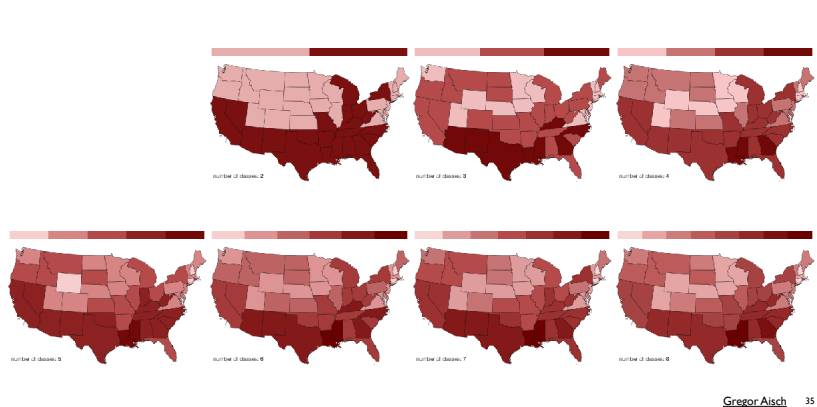 number of classes: 2
number of classes: 3
number of classes: 4
number of classes: 5
number of classes: 6
number of classes: 7
number of classes: 8
Gregor Aisch 35